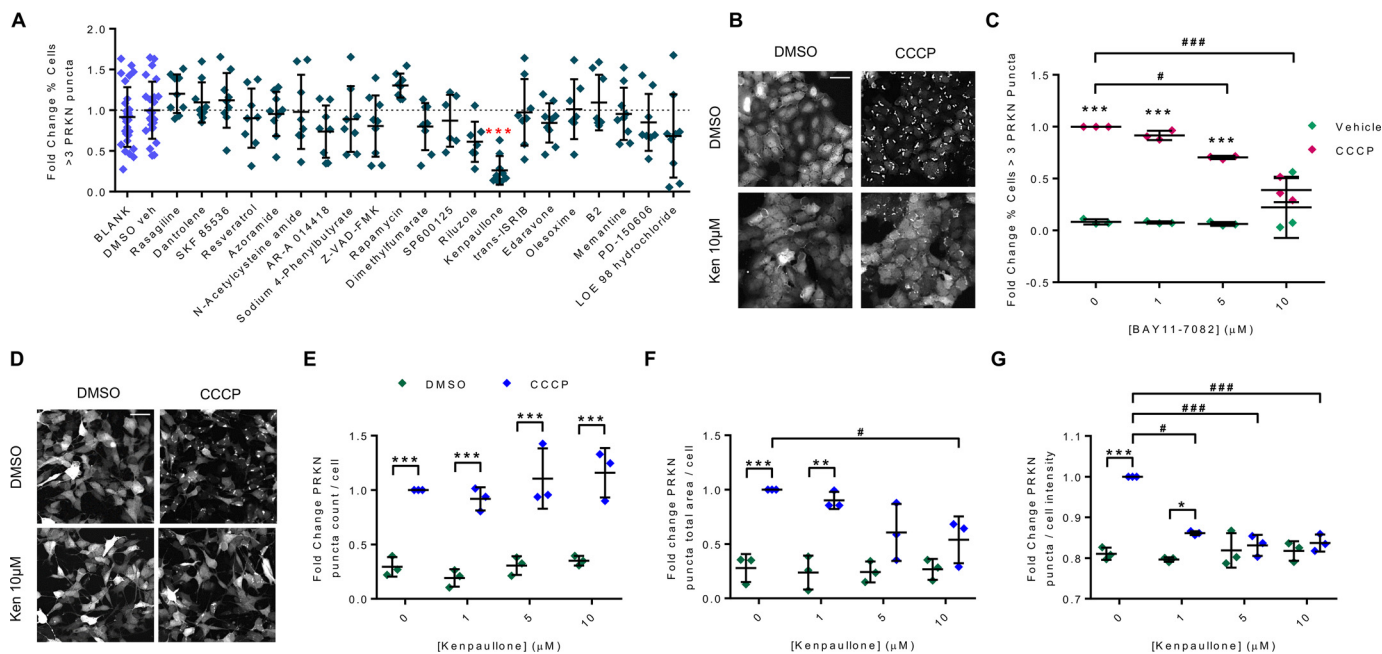 A
Fold Change % Cells
>3 PRKN puncta
2.0
1.5
1.0
0.5
0.0
***
BLANK
DMSO veh
Rasagiline
Dantrolene
SKF 85536
Resveratrol
Azoramide
N-Acetylcysteine amide
AR-A 014418
Sodium 4-Phenylbutyrate
Z-VAD-FMK
Rapamycin
Dimethylfumarate
SP600125
Riluzole
Kenpaullone
trans-ISRIB
Edaravone
Olesoxime
B2
Memantine
PD-150606
LOE 98 hydrochloride
B
DMSO
CCCP
DMSO
Ken 10µM
C
Fold Change % Cells > 3 PRKN Puncta
1.5
1.0
0.5
0.0
-0.5
###
#
***
***
***
Vehicle
CCCP
0
1
5
10
[BAY11-7082] (µM)
D
DMSO
CCCP
DMSO
Ken 10µM
E
DMSO
CCCP
Fold Change PRKN
puncta count / cell
1.5
1.0
0.5
0.0
***
***
***
***
0
1
5
10
[Kenpaullone] (µM)
F
Fold change PRKN
puncta total area / cell
1.5
1.0
0.5
0.0
#
***
**
0
1
5
10
[Kenpaullone] (µM)
G
Fold Change PRKN
puncta / cell intensity
1.1
1.0
0.9
0.8
0.7
###
###
#
***
*
0
1
5
10
[Kenpaullone] (µM)